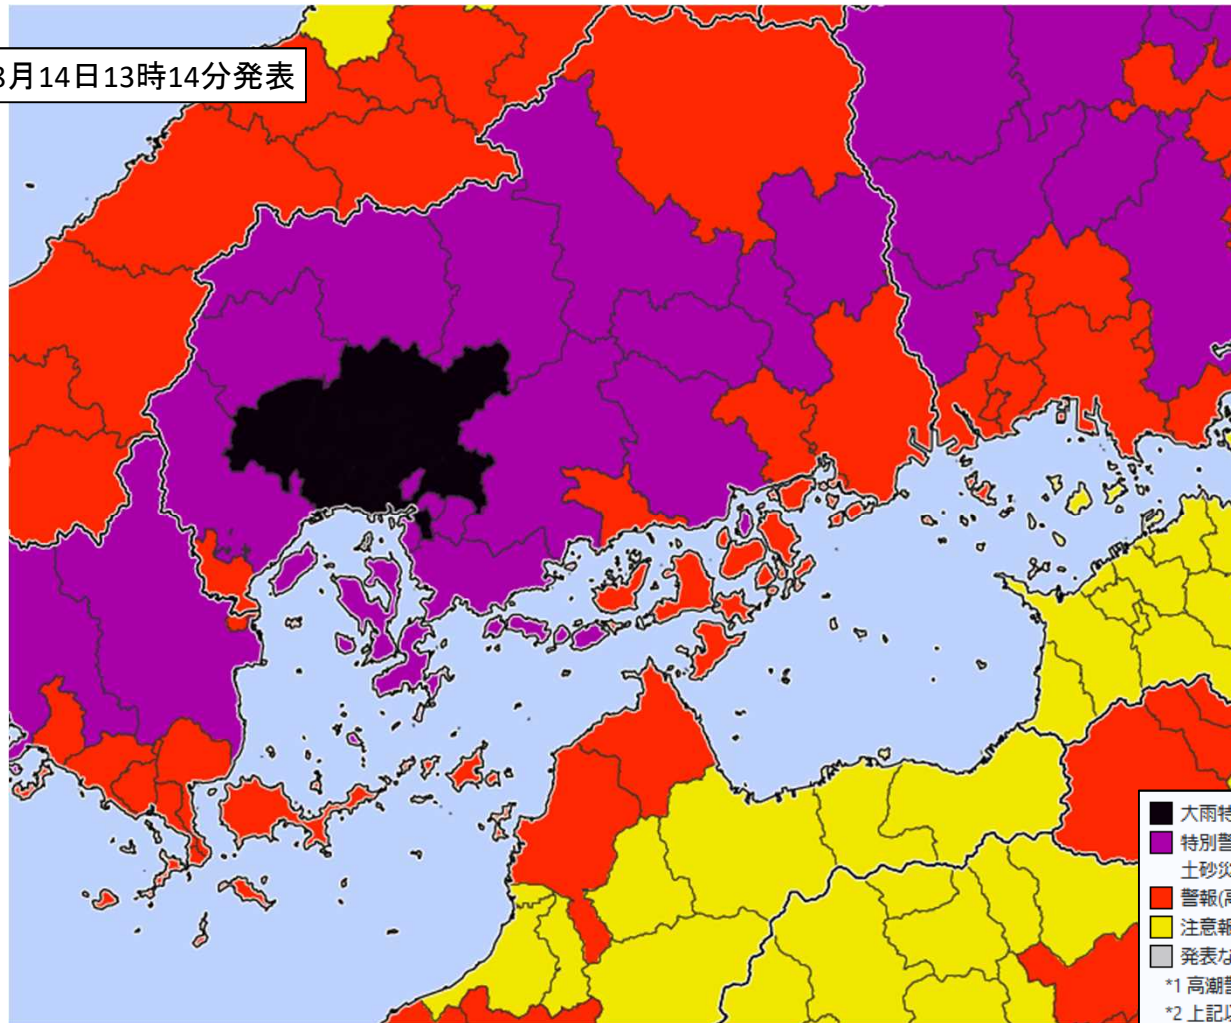 8月14日13時14分発表
大雨特
特別警
土砂災
警報(高
注意報
発表な
*1 高潮警
*2 上記以